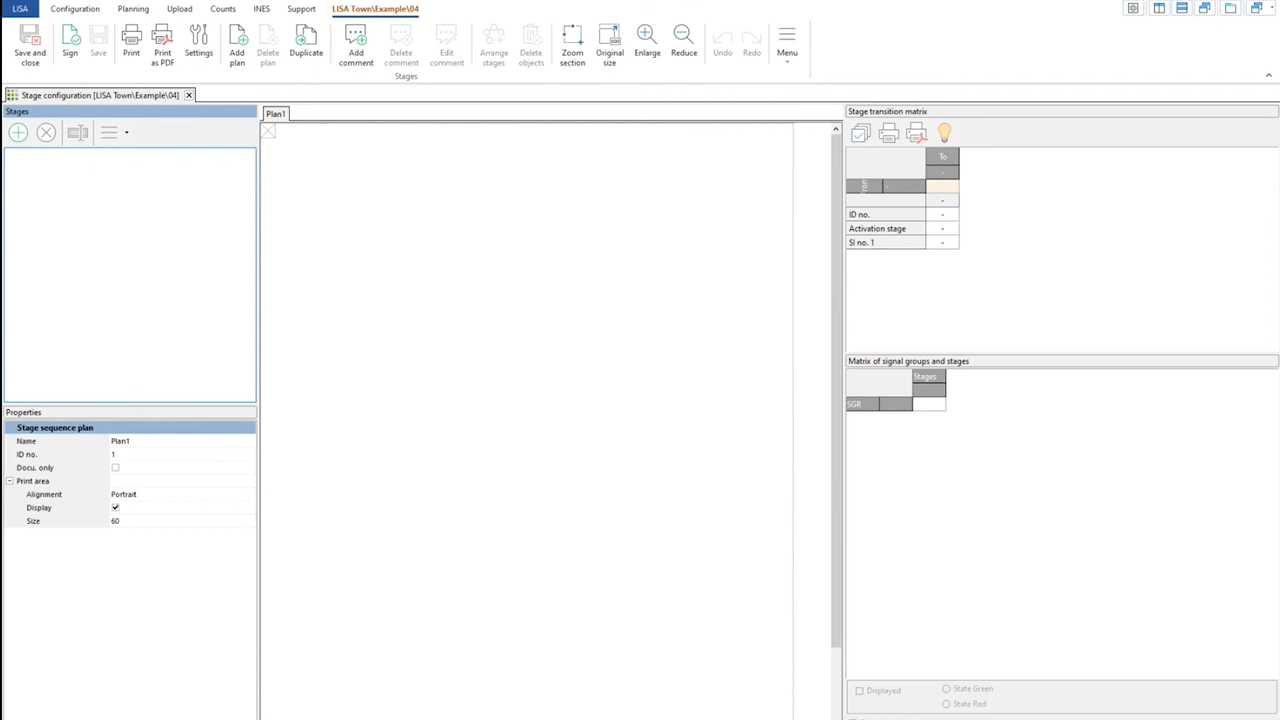 LISA Configuration Planning Upload Counts INES Support LISA Town\Example\04
Save and close Sign Save Print Print as PDF Settings Add plan Delete plan Duplicate Add comment Delete comment Edit comment Arrange stages Delete objects Zoom section Original size Enlarge Reduce Undo Redo Menu
Stages
Stage configuration [LISA Town\Example\04]
Stages
Plan1
Stage transition matrix
To
-
From -
-
ID no. -
Activation stage -
SI no. 1 -
Matrix of signal groups and stages
Stages
SGR
Properties
Stage sequence plan
Name Plan1
ID no. 1
Docu. only
Print area
Alignment Portrait
Display
Size 60
Displayed
State Green
State Red